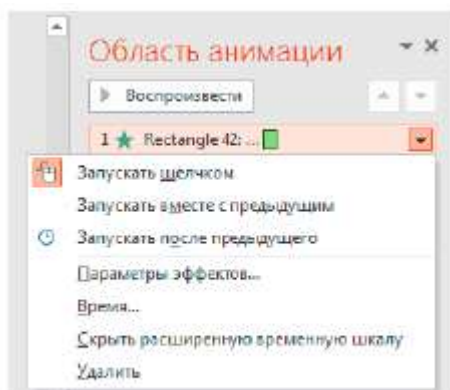 Область анимации
Воспроизвести
1 Rectangle 42: ...
Запускать щелчком
Запускать вместе с предыдущим
Запускать после предыдущего
Параметры эффектов...
Время...
Скрыть расширенную временную шкалу
Удалить